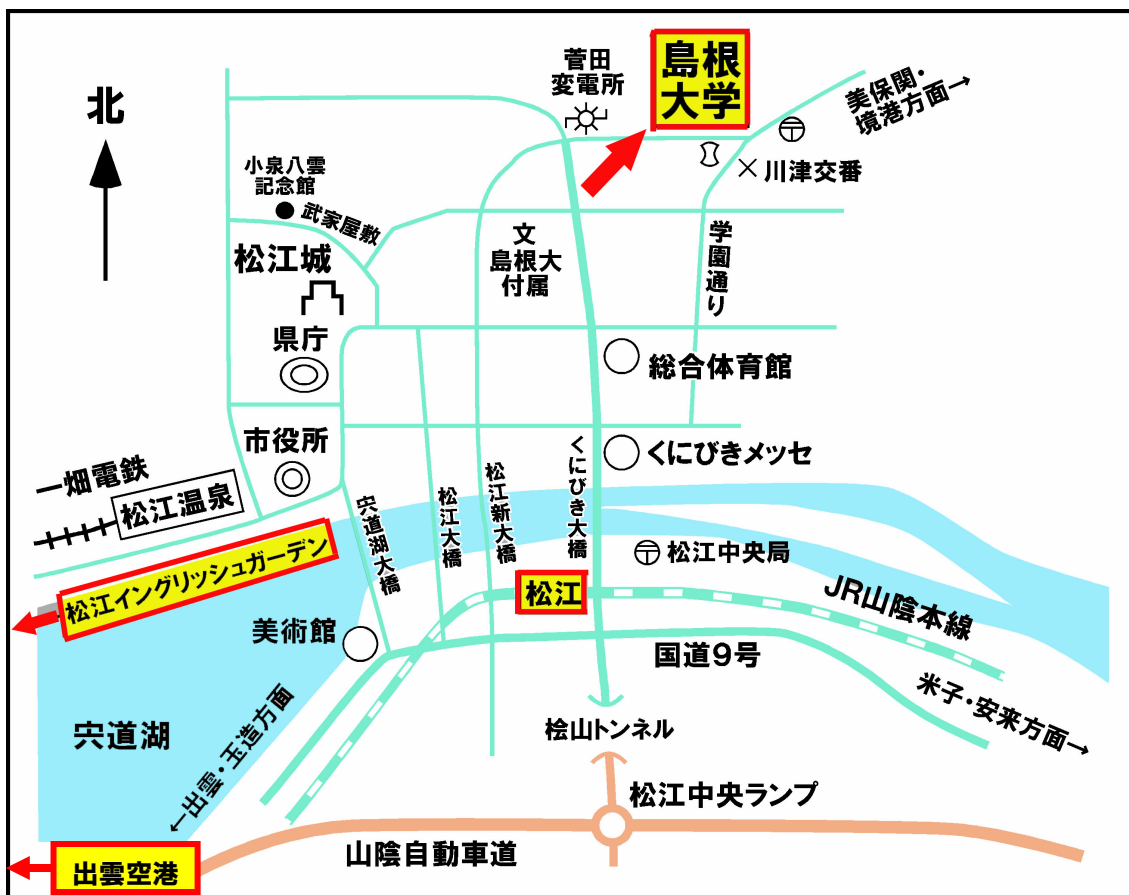 北
菅田
変電所
島根
大学
美保関・
境港方面→
川津交番
小泉八雲
記念館
武家屋敷
松江城
文
島根大
付属
学園通り
県庁
総合体育館
市役所
くにびきメッセ
一畑電鉄
松江温泉
宍道湖大橋
松江大橋
松江新大橋
くにびき大橋
松江中央局
松江イングリッシュガーデン
松江
JR山陰本線
美術館
国道9号
米子・安来方面→
宍道湖
←出雲・玉造方面
桧山トンネル
松江中央ランプ
山陰自動車道
出雲空港